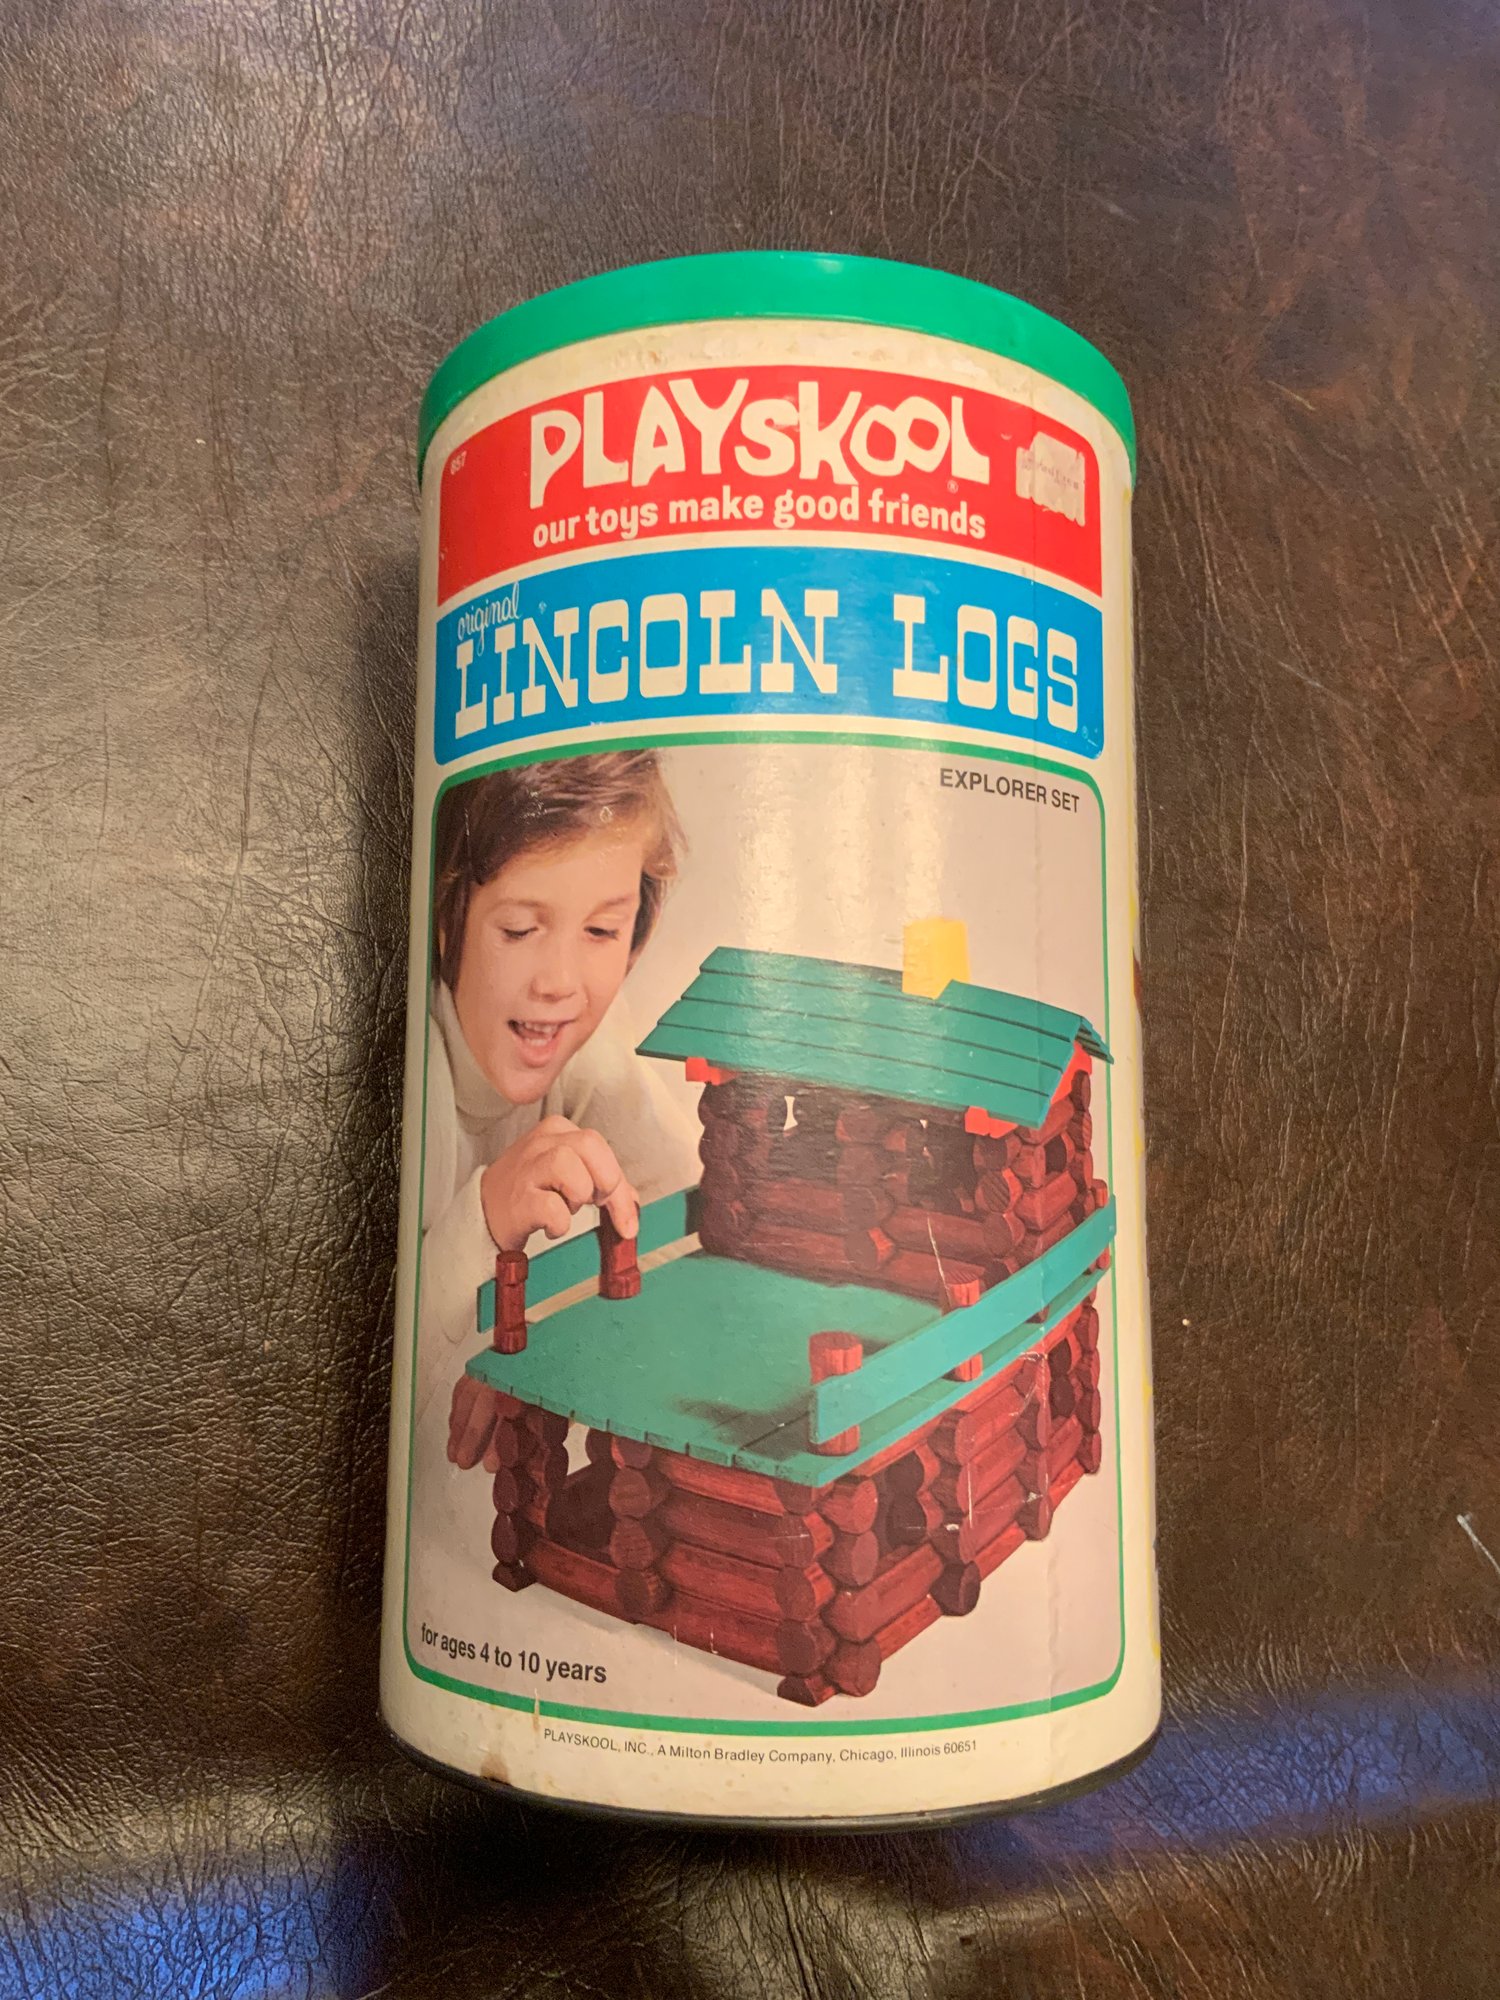 857
PLAYSKOOL®
our toys make good friends
original
LINCOLN LOGS®
EXPLORER SET
for ages 4 to 10 years
PLAYSKOOL, INC., A Milton Bradley Company, Chicago, Illinois 60651